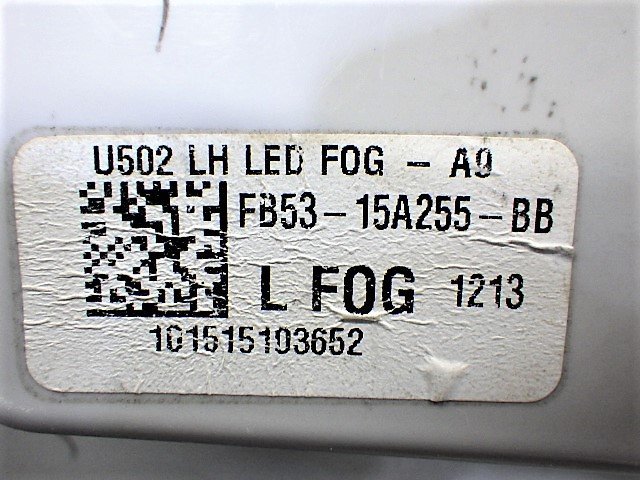 U502 LH LED FOG - A9
FB53-15A255-BB
L FOG 1213
101515103652